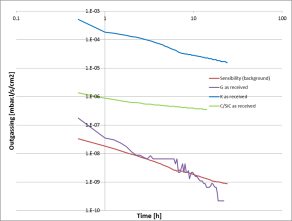 1.E-03
0.1
1
10
100
1.E-04
1.E-05
Sensibility (background)
G as received
1.E-06
K as received
C/SiC as received
1.E-07
1.E-08
1.E-09
1.E-10
Outgassing [mbar.l/s/cm2]
Time [h]